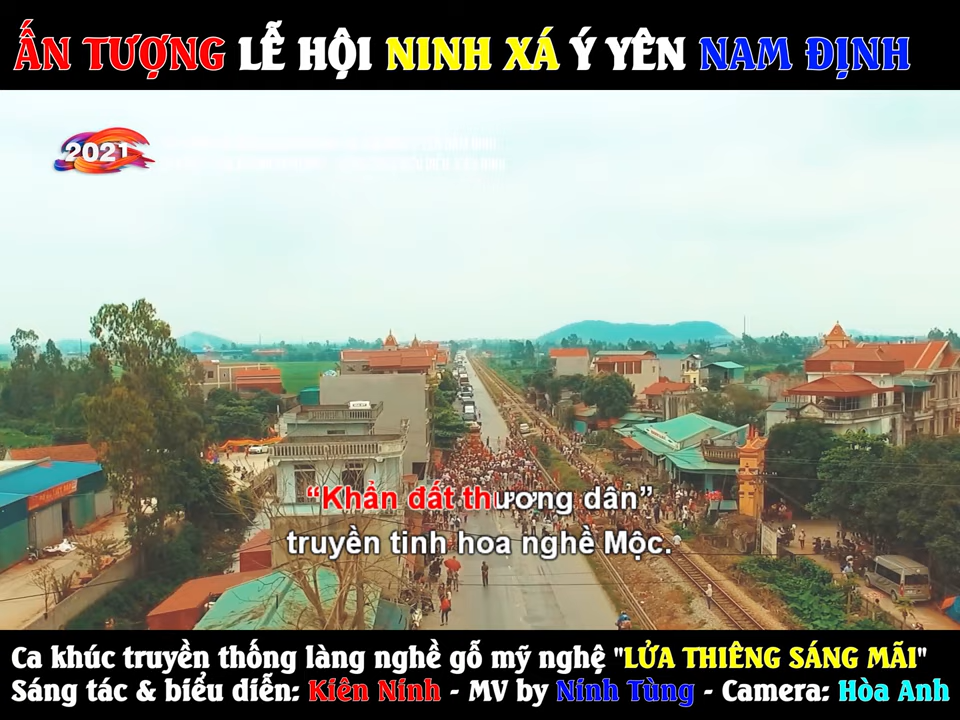 ẤN TƯỢNG LỄ HỘI NINH XÁ Ý YÊN NAM ĐỊNH
2021
“Khẩn đất thương dân”
truyền tinh hoa nghề Mộc.
Ca khúc truyền thống làng nghề gỗ mỹ nghệ "LỬA THIÊNG SÁNG MÃI"
Sáng tác & biểu diễn: Kiên Ninh - MV by Ninh Tùng - Camera: Hòa Anh